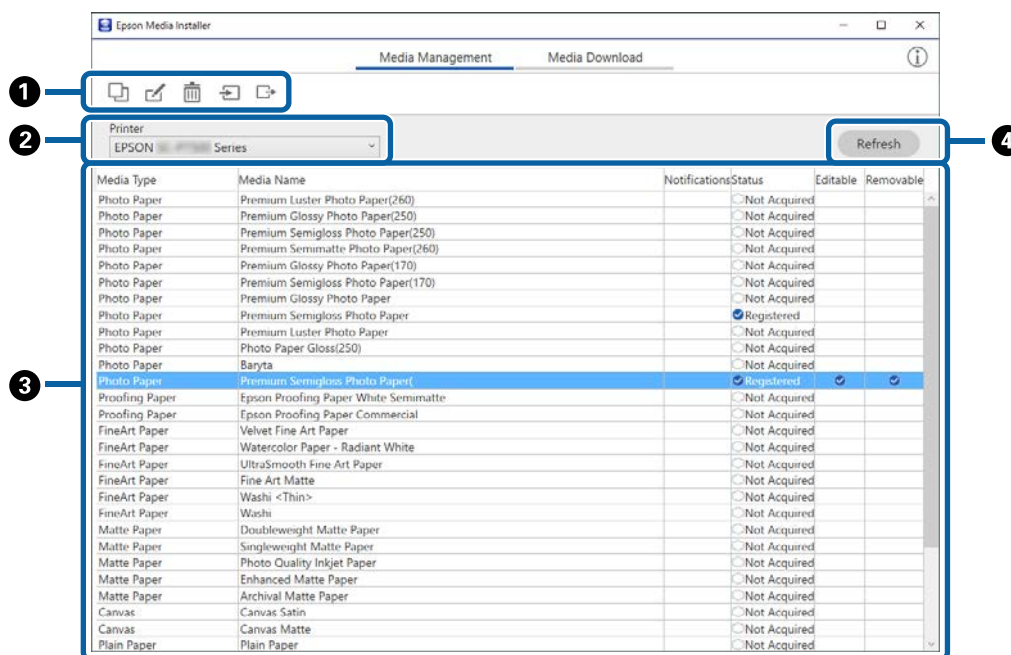 Epson Media Installer
Media Management Media Download
1
2 Printer
EPSON Series
Refresh 4
Media Type Media Name Notifications Status Editable Removable
Photo Paper Premium Luster Photo Paper(260) Not Acquired
Photo Paper Premium Glossy Photo Paper(250) Not Acquired
Photo Paper Premium Semigloss Photo Paper(250) Not Acquired
Photo Paper Premium Semimatte Photo Paper(260) Not Acquired
Photo Paper Premium Glossy Photo Paper(170) Not Acquired
Photo Paper Premium Semigloss Photo Paper(170) Not Acquired
Photo Paper Premium Glossy Photo Paper Not Acquired
Photo Paper Premium Semigloss Photo Paper Registered
Photo Paper Premium Luster Photo Paper Not Acquired
Photo Paper Photo Paper Gloss(250) Not Acquired
Photo Paper Baryta Not Acquired
3 Photo Paper Premium Semigloss Photo Paper( Registered
Proofing Paper Epson Proofing Paper White Semimatte Not Acquired
Proofing Paper Epson Proofing Paper Commercial Not Acquired
FineArt Paper Velvet Fine Art Paper Not Acquired
FineArt Paper Watercolor Paper - Radiant White Not Acquired
FineArt Paper UltraSmooth Fine Art Paper Not Acquired
FineArt Paper Fine Art Matte Not Acquired
FineArt Paper Washi <Thin> Not Acquired
FineArt Paper Washi Not Acquired
Matte Paper Doubleweight Matte Paper Not Acquired
Matte Paper Singleweight Matte Paper Not Acquired
Matte Paper Photo Quality Inkjet Paper Not Acquired
Matte Paper Enhanced Matte Paper Not Acquired
Matte Paper Archival Matte Paper Not Acquired
Canvas Canvas Satin Not Acquired
Canvas Canvas Matte Not Acquired
Plain Paper Plain Paper Not Acquired